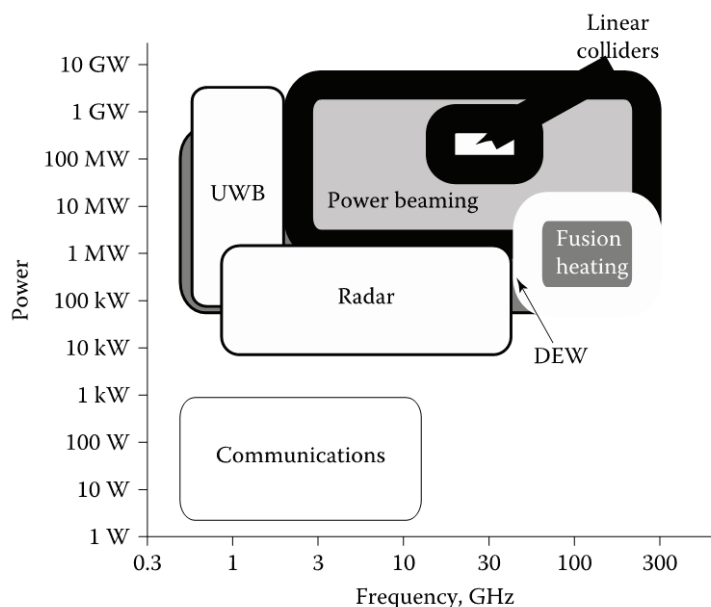 Linear
colliders
10 GW
1 GW
100 MW
UWB
Power beaming
10 MW
Fusion
heating
1 MW
Power
Radar
100 kW
DEW
10 kW
1 kW
Communications
100 W
10 W
1 W
0.3
1
3
10
30
100
300
Frequency, GHz